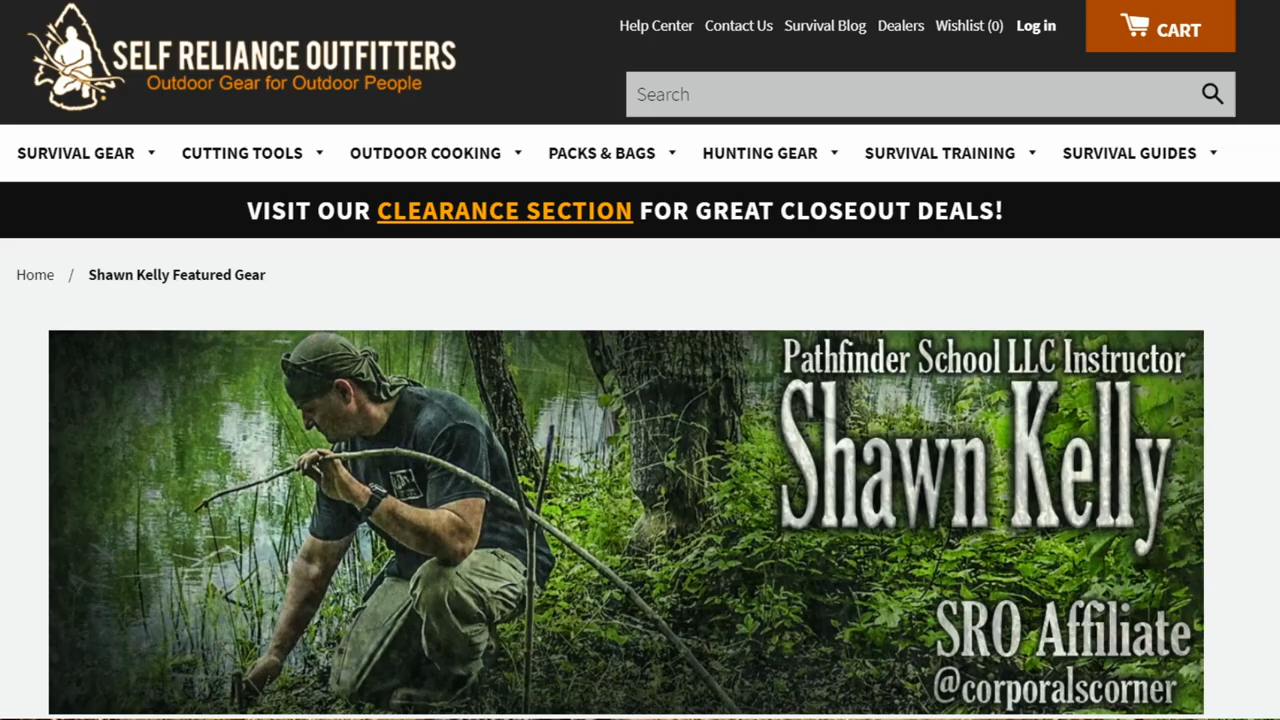 SELF RELIANCE OUTFITTERS
Outdoor Gear for Outdoor People
Help Center Contact Us Survival Blog Dealers Wishlist (0) Log in
CART
Search
SURVIVAL GEAR CUTTING TOOLS OUTDOOR COOKING PACKS & BAGS HUNTING GEAR SURVIVAL TRAINING SURVIVAL GUIDES
VISIT OUR CLEARANCE SECTION FOR GREAT CLOSEOUT DEALS!
Home / Shawn Kelly Featured Gear
Pathfinder School LLC Instructor
Shawn Kelly
SRO Affiliate
@corporalscorner